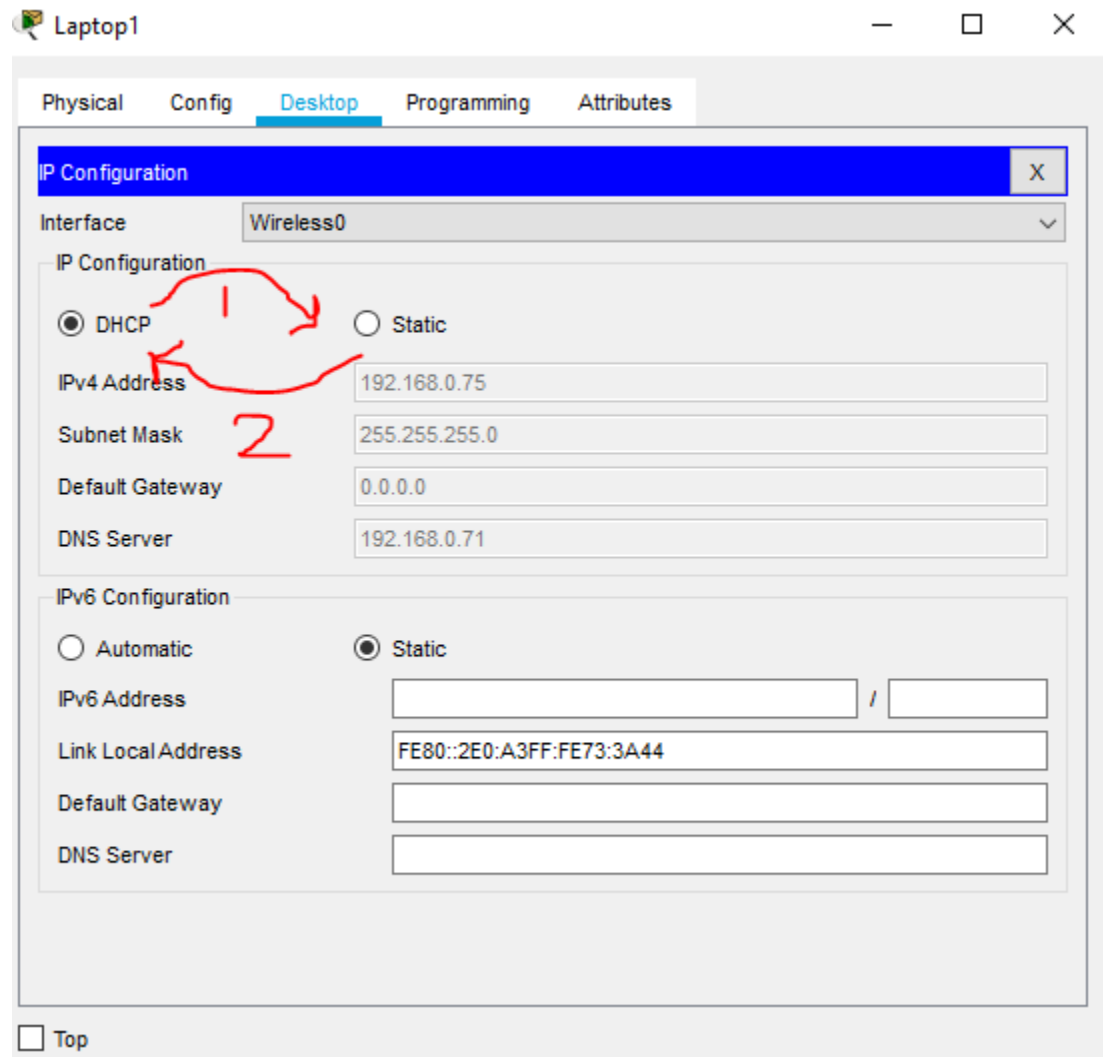 Laptop1
Physical Config Desktop Programming Attributes
IP Configuration X
Interface Wireless0
IP Configuration
1
DHCP Static
IPv4 Address 192.168.0.75
2
Subnet Mask 255.255.255.0
Default Gateway 0.0.0.0
DNS Server 192.168.0.71
IPv6 Configuration
Automatic Static
IPv6 Address /
Link Local Address FE80::2E0:A3FF:FE73:3A44
Default Gateway
DNS Server
Top